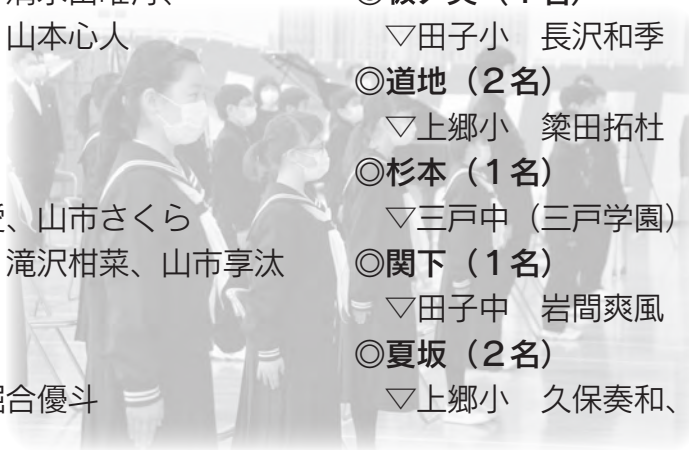 山本心人
、山市さくら
滝沢柑菜、山市享汰
合優斗
▽田子小　長沢和季
◎道地（２名）
▽上郷小　簗田拓杜
◎杉本（１名）
▽三戸中（三戸学園）
◎関下（１名）
▽田子中　岩間爽風
◎夏坂（２名）
▽上郷小　久保奏和、